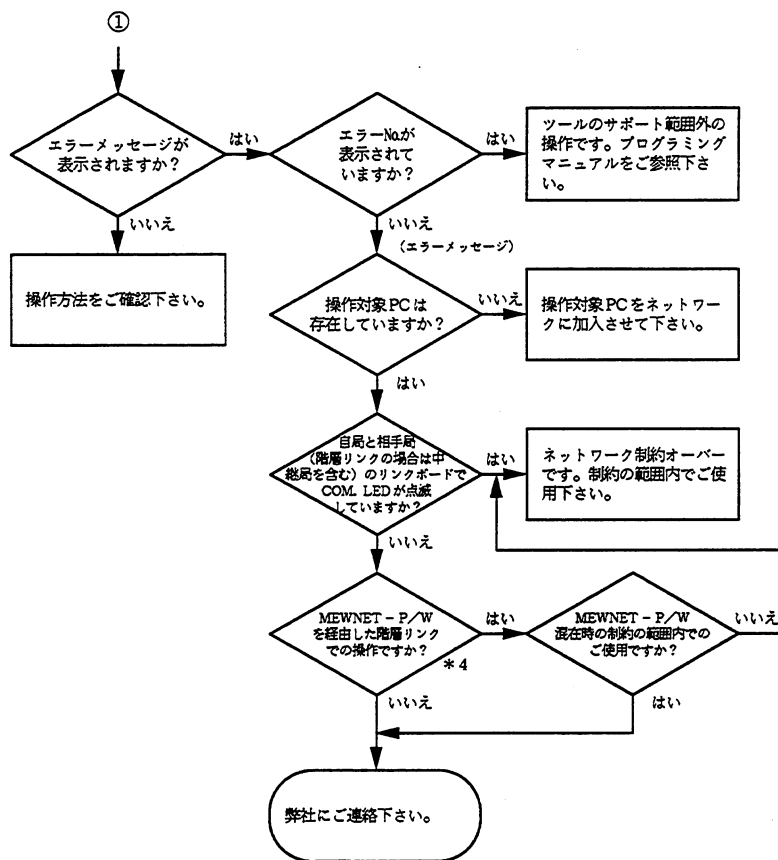 ①
エラーメッセージが
表示されますか？
はい
いいえ
エラーNo.が
表示されて
いますか？
はい
いいえ
（エラーメッセージ）
ツールのサポート範囲外の
操作です。プログラミング
マニュアルをご参照下さ
い。
操作方法をご確認下さい。
操作対象PCは
存在していますか？
いいえ
はい
操作対象PCをネットワー
クに加入させて下さい。
自局と相手局
（階層リンクの場合は中
継局を含む）のリンクボードで
COM. LEDが点滅
していますか？
はい
いいえ
ネットワーク制約オーバー
です。制約の範囲内でご使
用下さい。
MEWNET－P／W
を経由した階層リンク
での操作ですか？
＊4
はい
いいえ
MEWNET－P／W
混在時の制約の範囲内での
ご使用ですか？
いいえ
はい
弊社にご連絡下さい。